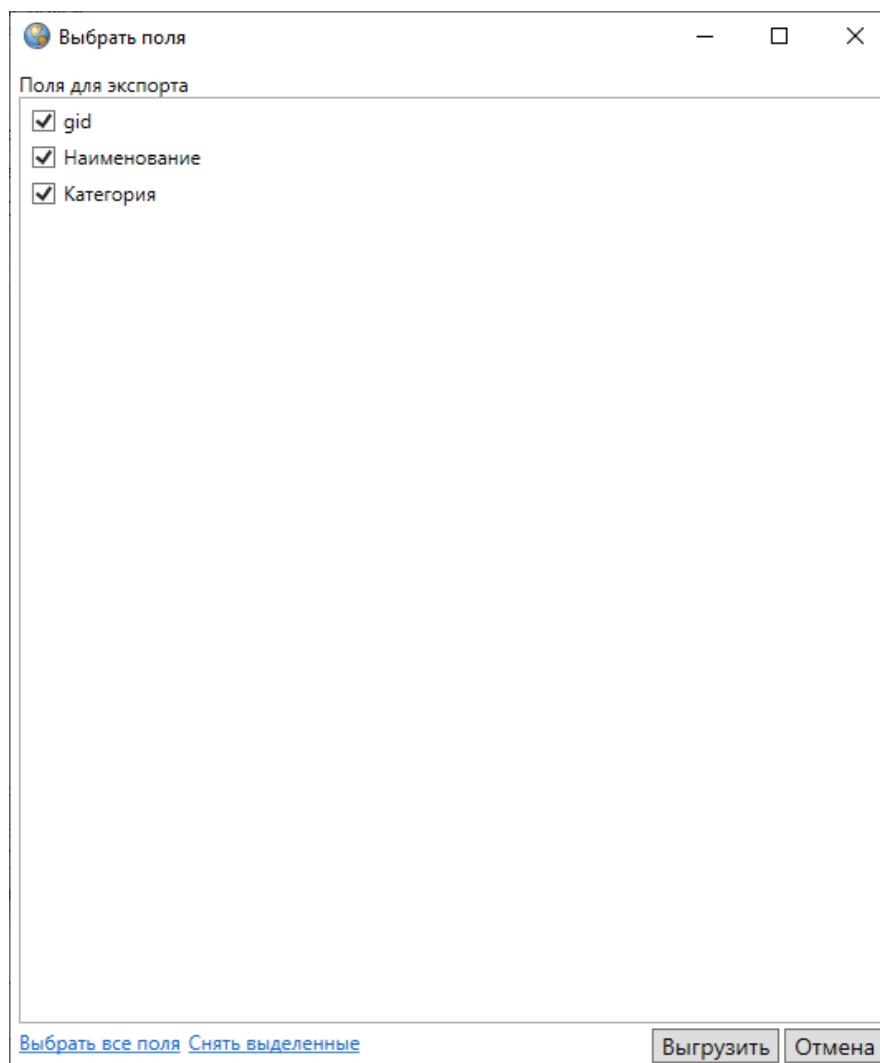 Выбрать поля
Поля для экспорта
gid
Наименование
Категория
Выбрать все поля Снять выделенные Выгрузить Отмена